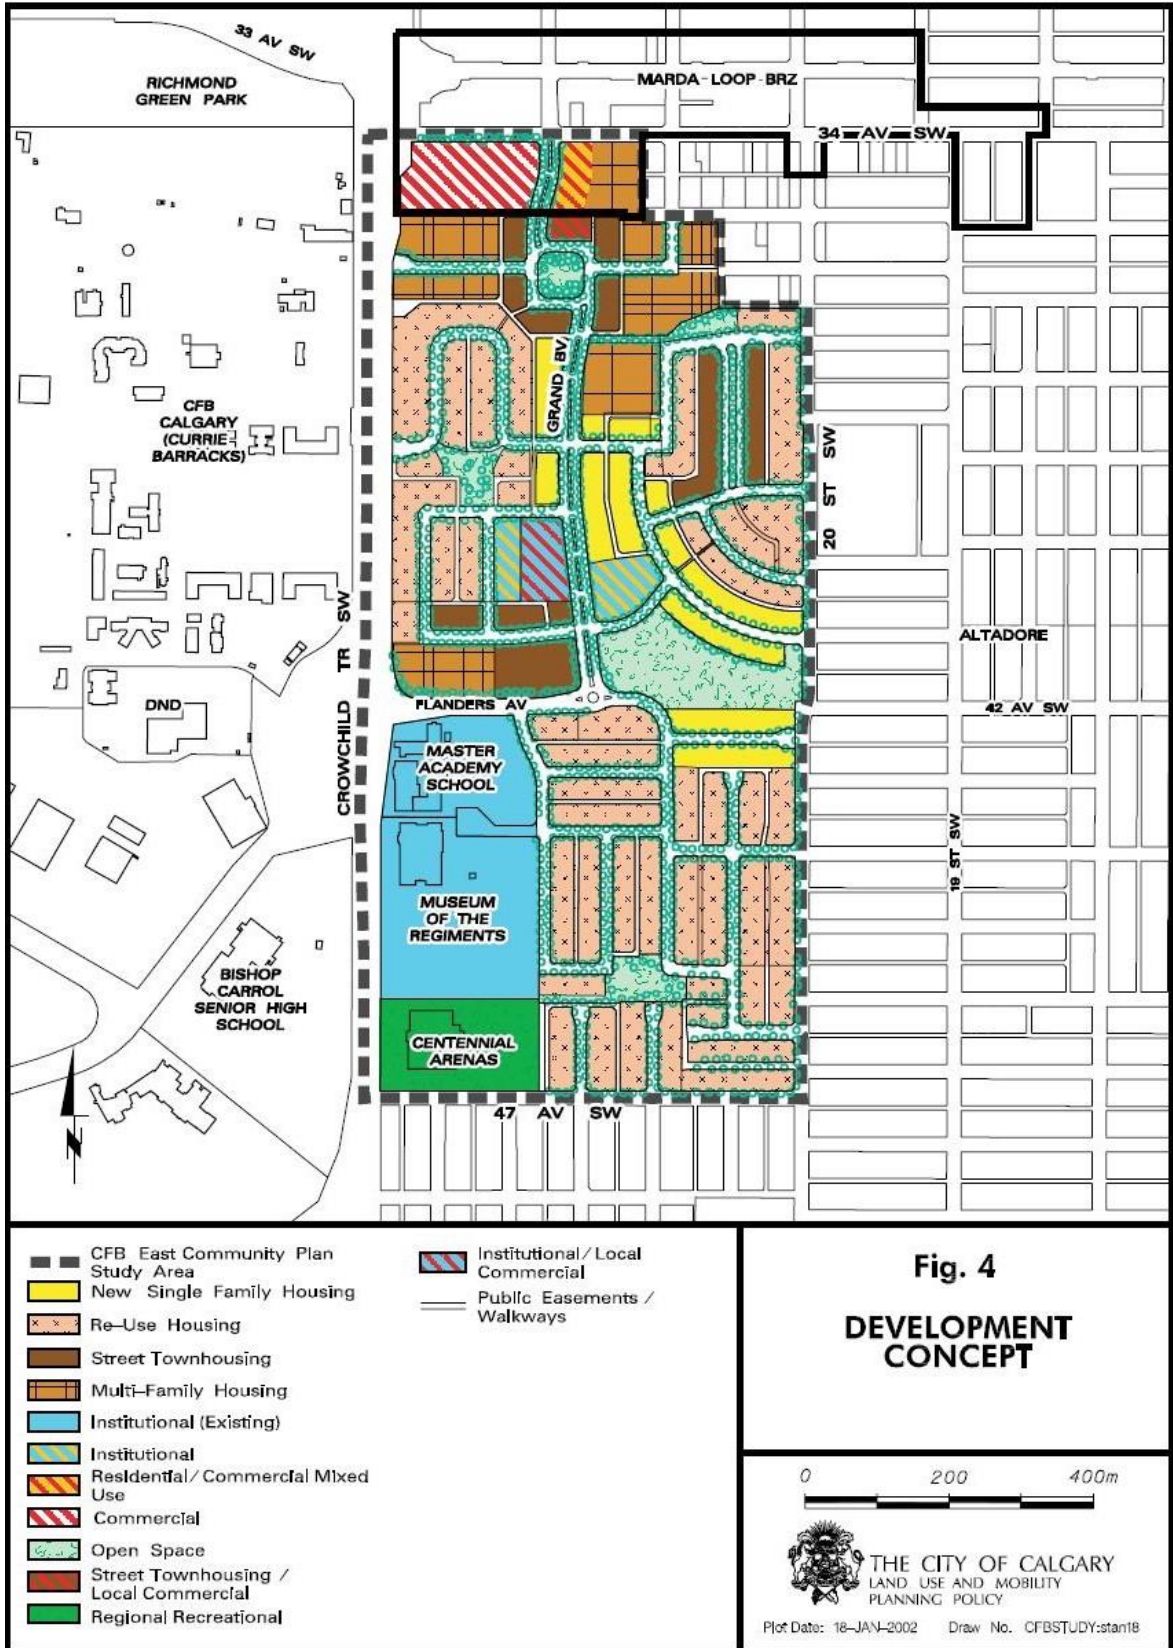 33 AV SW
RICHMOND
GREEN PARK
MARDA LOOP BRZ
34 AV SW
CFB
CALGARY
(CURRIE
BARRACKS)
GRAND BV
20 ST SW
CROWCHILD TR SW
ALTADORE
DND
FLANDERS AV
42 AV SW
MASTER
ACADEMY
SCHOOL
19 ST SW
MUSEUM
OF THE
REGIMENTS
BISHOP
CARROL
SENIOR HIGH
SCHOOL
CENTENNIAL
ARENAS
N
47 AV SW
CFB East Community Plan
Study Area
New Single Family Housing
Re-Use Housing
Street Townhousing
Multi-Family Housing
Institutional (Existing)
Institutional
Residential/Commercial Mixed
Use
Commercial
Open Space
Street Townhousing /
Local Commercial
Regional Recreational
Institutional/Local
Commercial
Public Easements /
Walkways
Fig. 4
DEVELOPMENT
CONCEPT
0 200 400m
THE CITY OF CALGARY
LAND USE AND MOBILITY
PLANNING POLICY
Plot Date: 18-JAN-2002 Draw No. CFBSTUDY:stan18